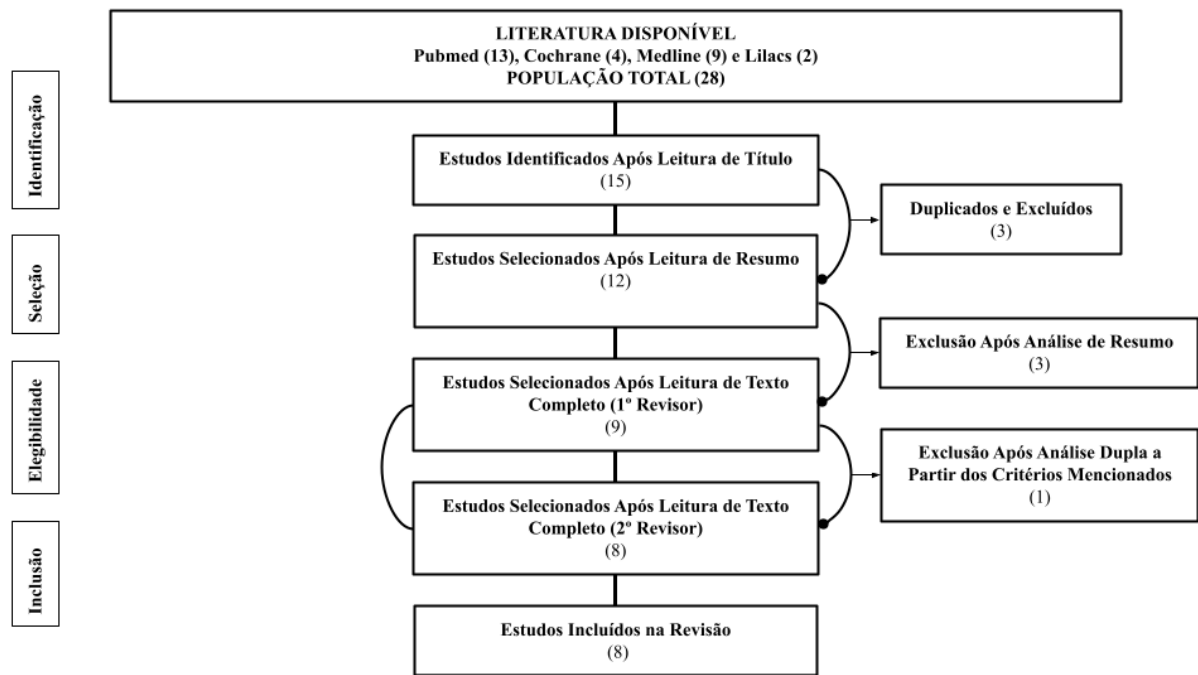 LITERATURA DISPONÍVEL
Pubmed (13), Cochrane (4), Medline (9) e Lilacs (2)
POPULAÇÃO TOTAL (28)
Identificação
Estudos Identificados Após Leitura de Título
(15)
Duplicados e Excluídos
(3)
Seleção
Estudos Selecionados Após Leitura de Resumo
(12)
Exclusão Após Análise de Resumo
(3)
Elegibilidade
Estudos Selecionados Após Leitura de Texto
Completo (1º Revisor)
(9)
Exclusão Após Análise Dupla a
Partir dos Critérios Mencionados
(1)
Estudos Selecionados Após Leitura de Texto
Completo (2º Revisor)
(8)
Inclusão
Estudos Incluídos na Revisão
(8)